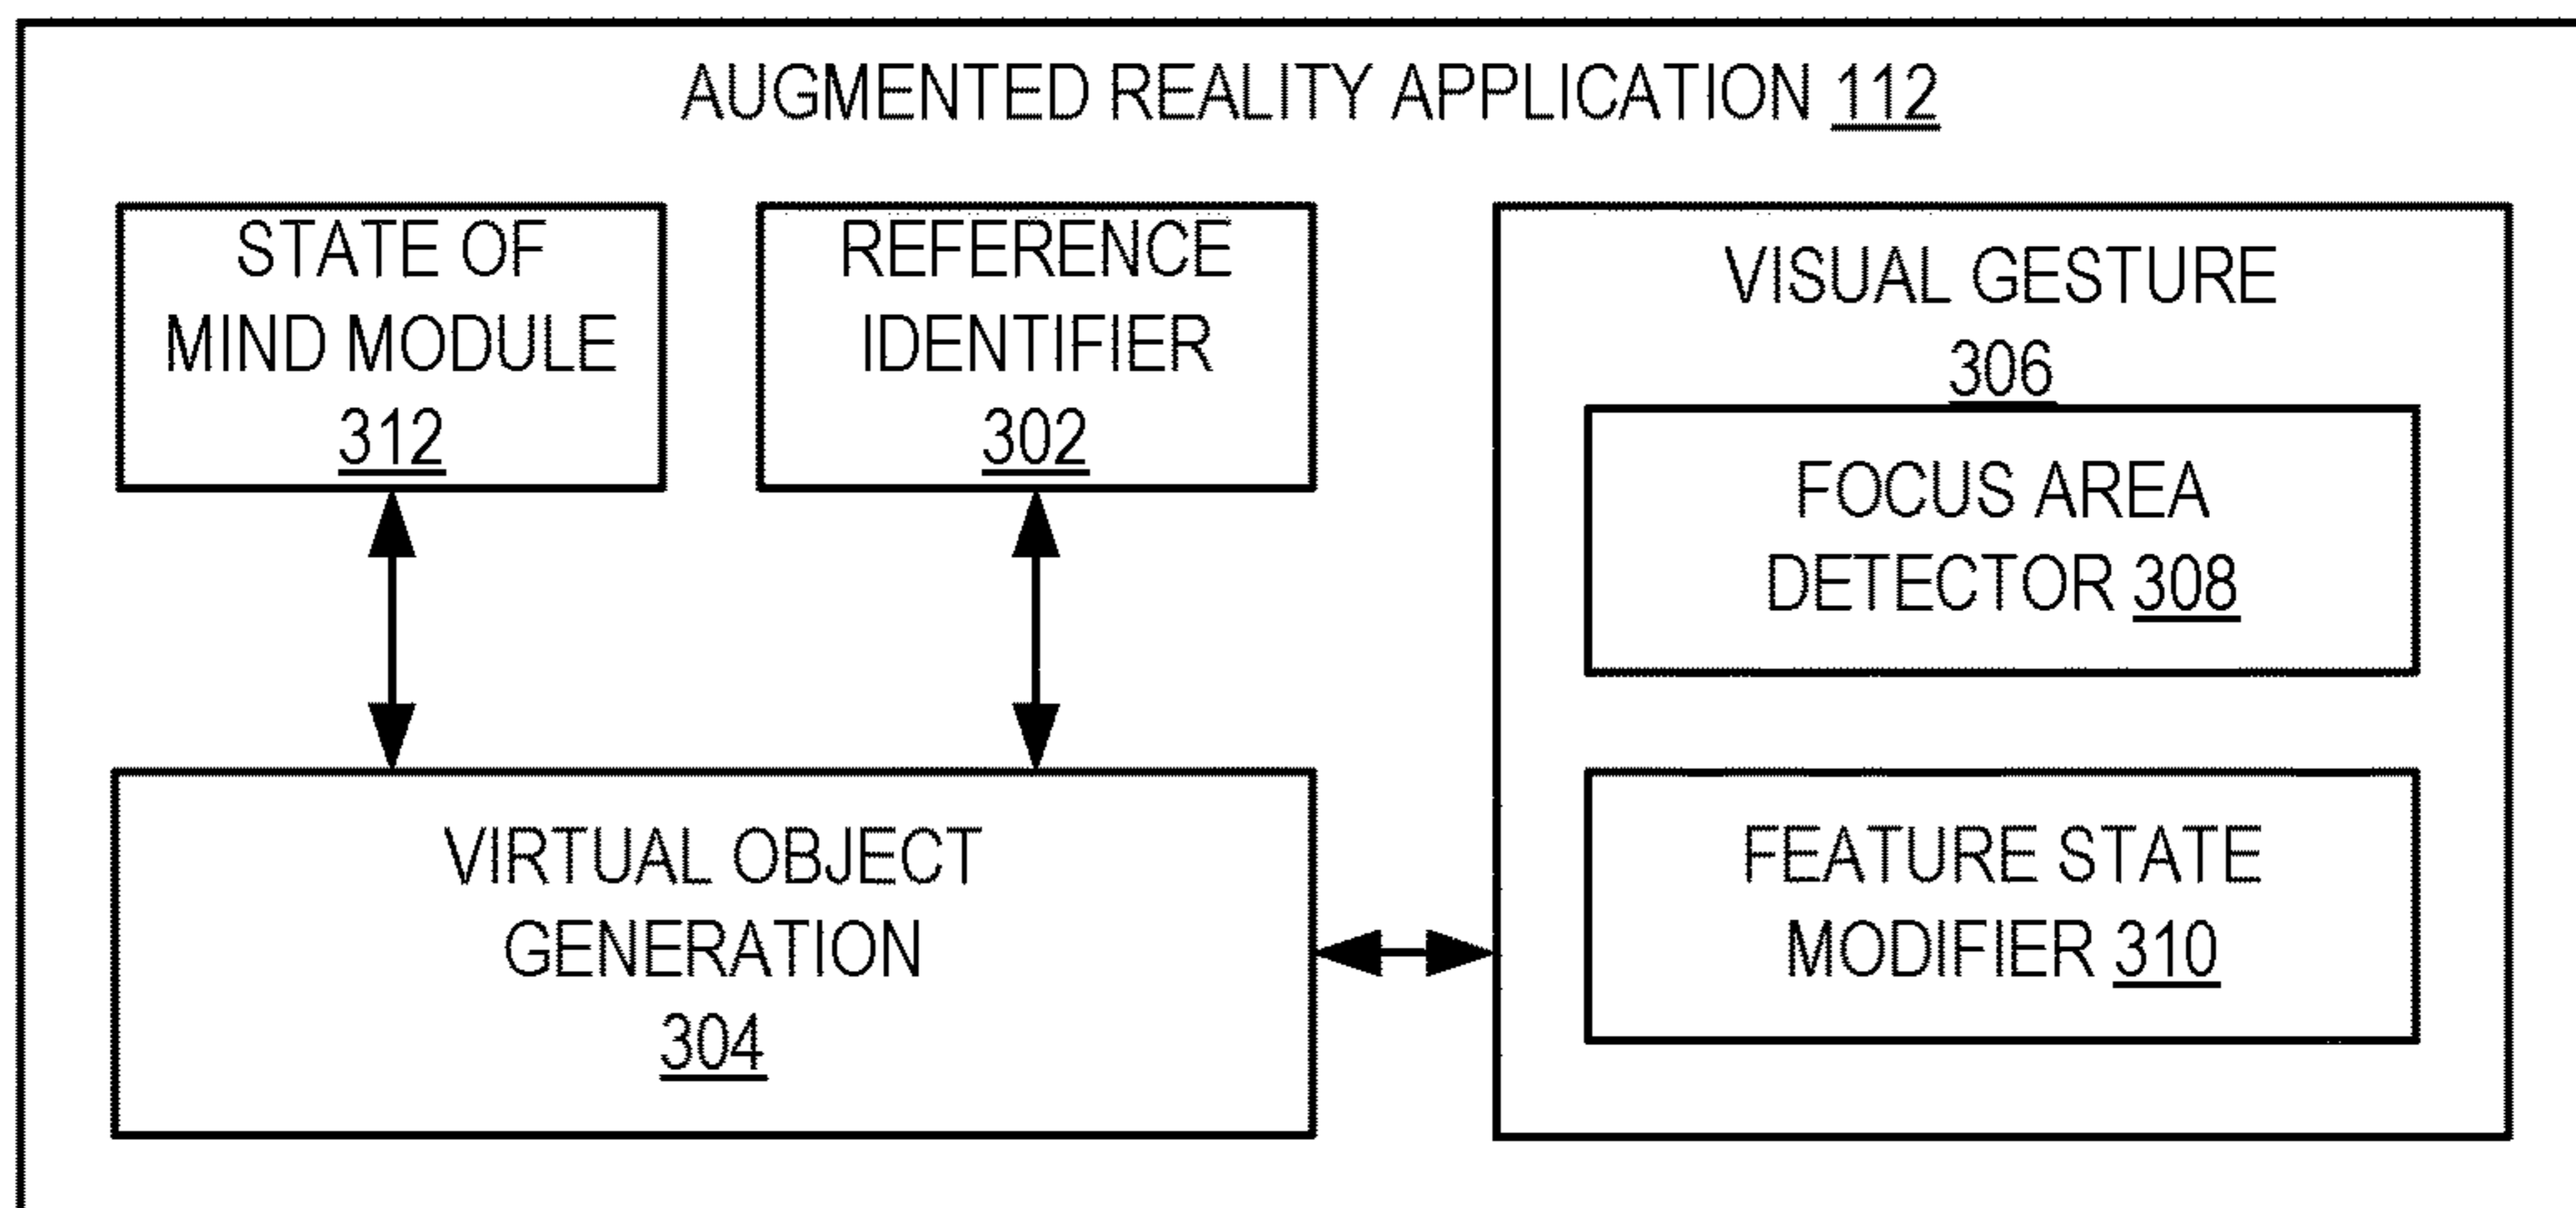 AUGMENTED REALITY APPLICATION 112
STATE OF
MIND MODULE
312
REFERENCE
IDENTIFIER
302
VISUAL GESTURE
306
FOCUS AREA
DETECTOR 308
VIRTUAL OBJECT
GENERATION
304
FEATURE STATE
MODIFIER 310